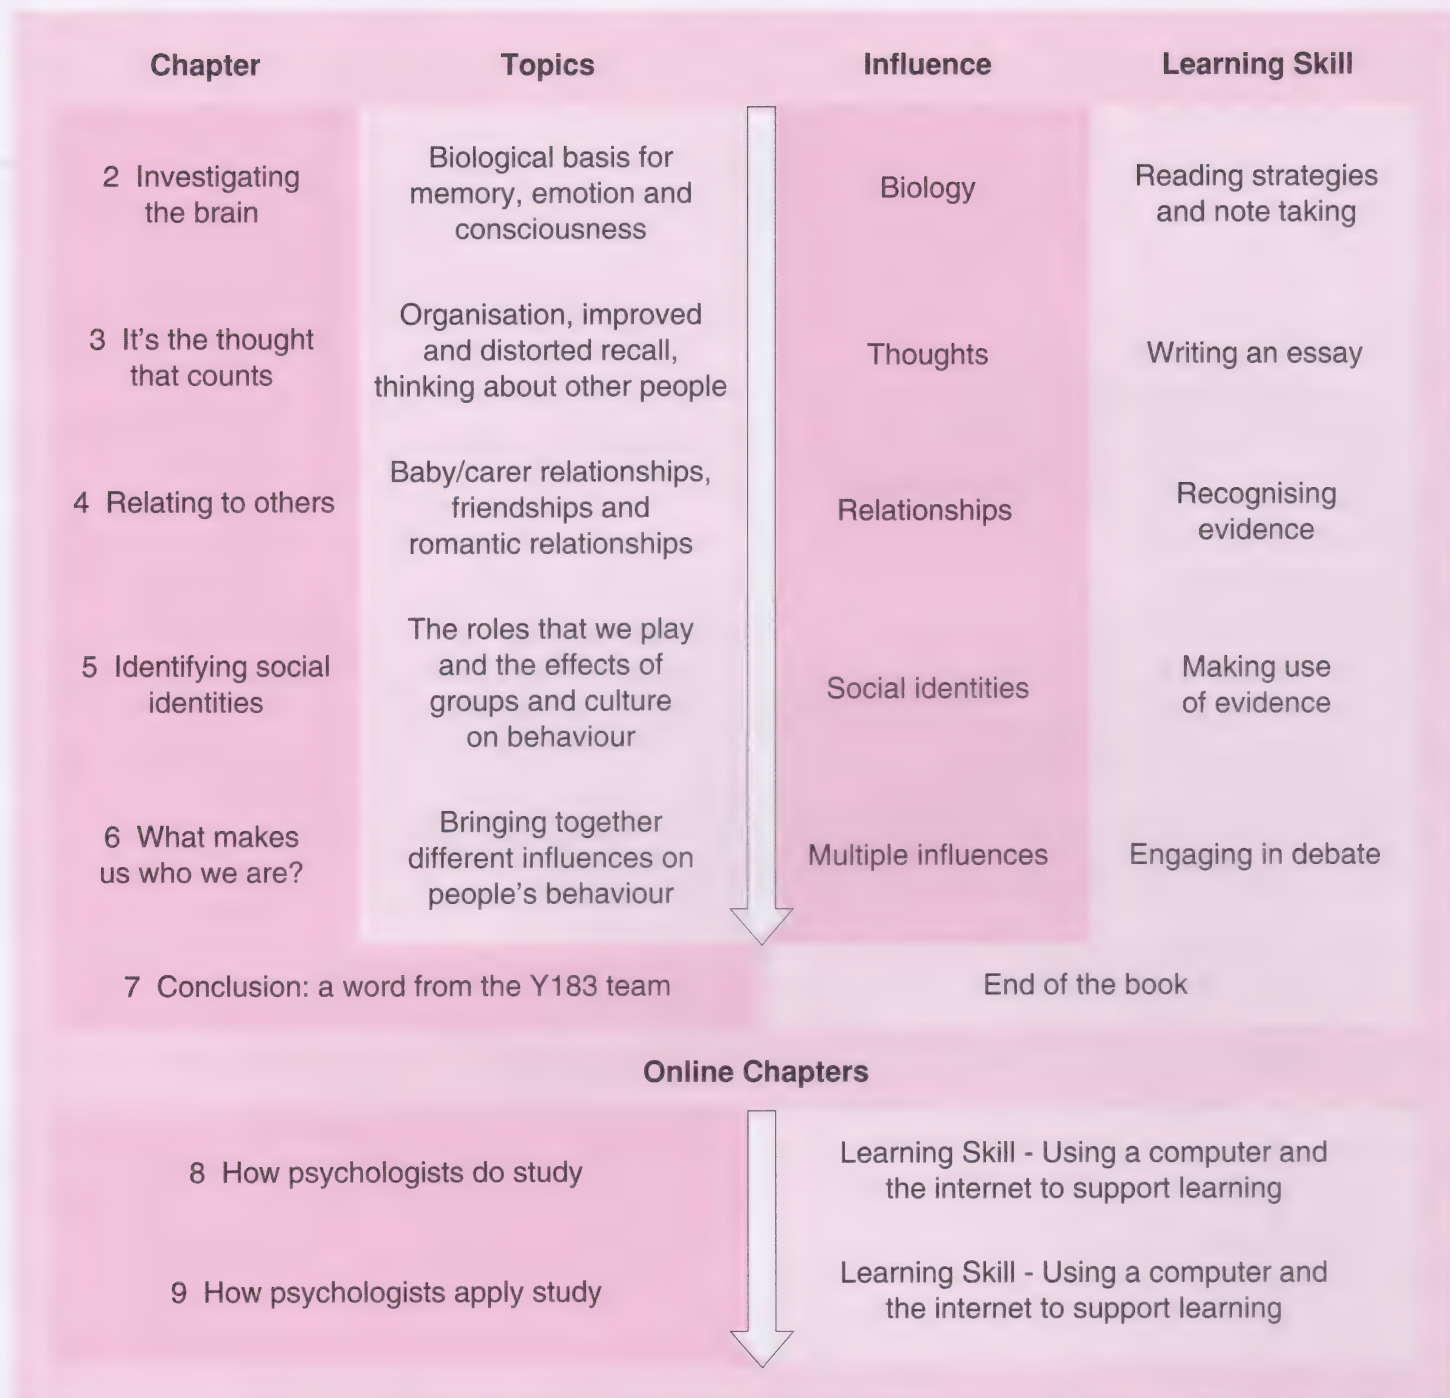 Chapter Topics Influence Learning Skill
2 Investigating
the brain
Biological basis for
memory, emotion and
consciousness
Biology
Reading strategies
and note taking
3 It's the thought
that counts
Organisation, improved
and distorted recall,
thinking about other people
Thoughts
Writing an essay
4 Relating to others
Baby/carer relationships,
friendships and
romantic relationships
Relationships
Recognising
evidence
5 Identifying social
identities
The roles that we play
and the effects of
groups and culture
on behaviour
Social identities
Making use
of evidence
6 What makes
us who we are?
Bringing together
different influences on
people's behaviour
Multiple influences
Engaging in debate
7 Conclusion: a word from the Y183 team
End of the book
Online Chapters
8 How psychologists do study
Learning Skill - Using a computer and
the internet to support learning
9 How psychologists apply study
Learning Skill - Using a computer and
the internet to support learning